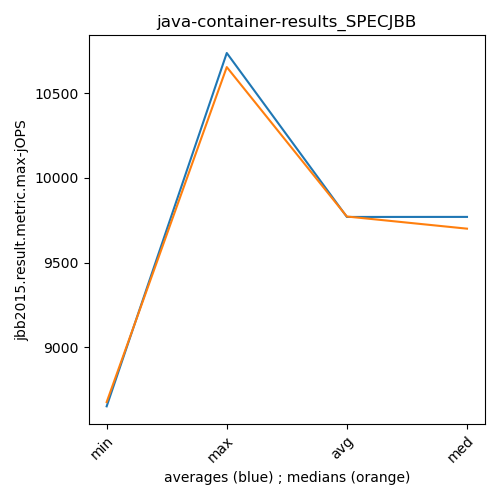 java-container-results_SPECJBB
jbb2015.result.metric.max-jOPS
10500
10000
9500
9000
min
max
avg
med
averages (blue) ; medians (orange)